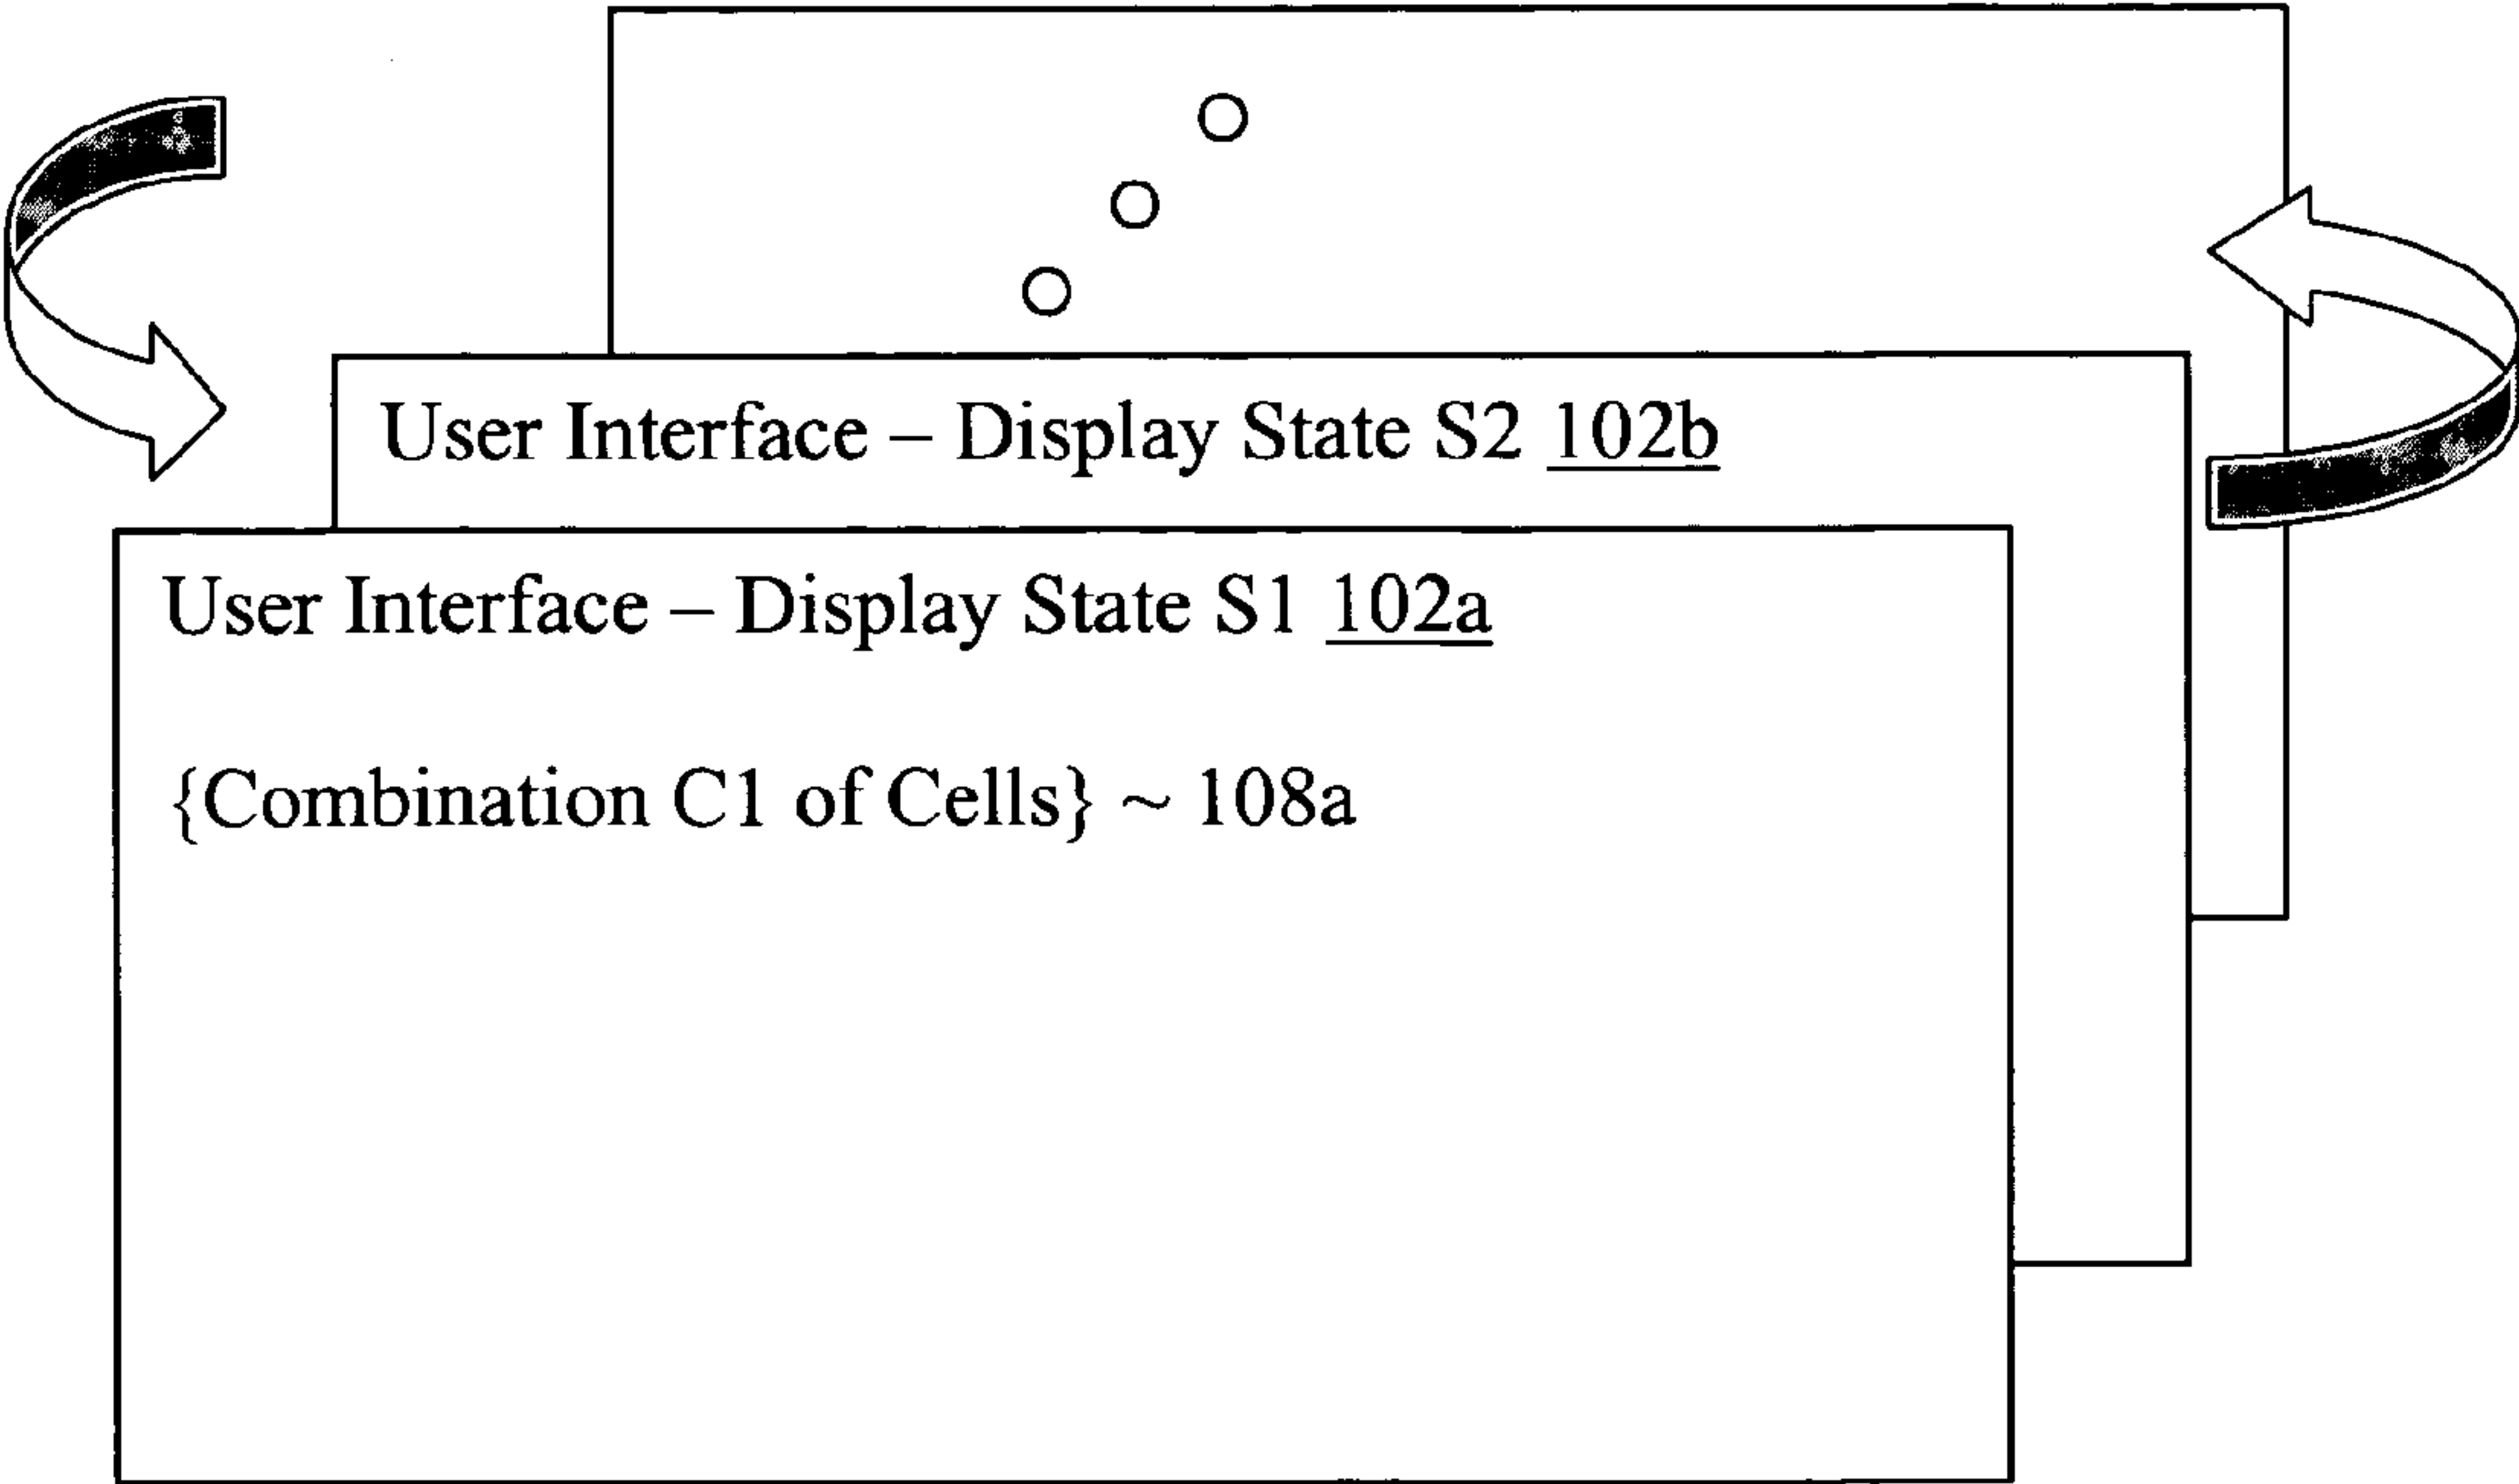 User Interface – Display State S2 102b
User Interface – Display State S1 102a
{Combination C1 of Cells} ~ 108a